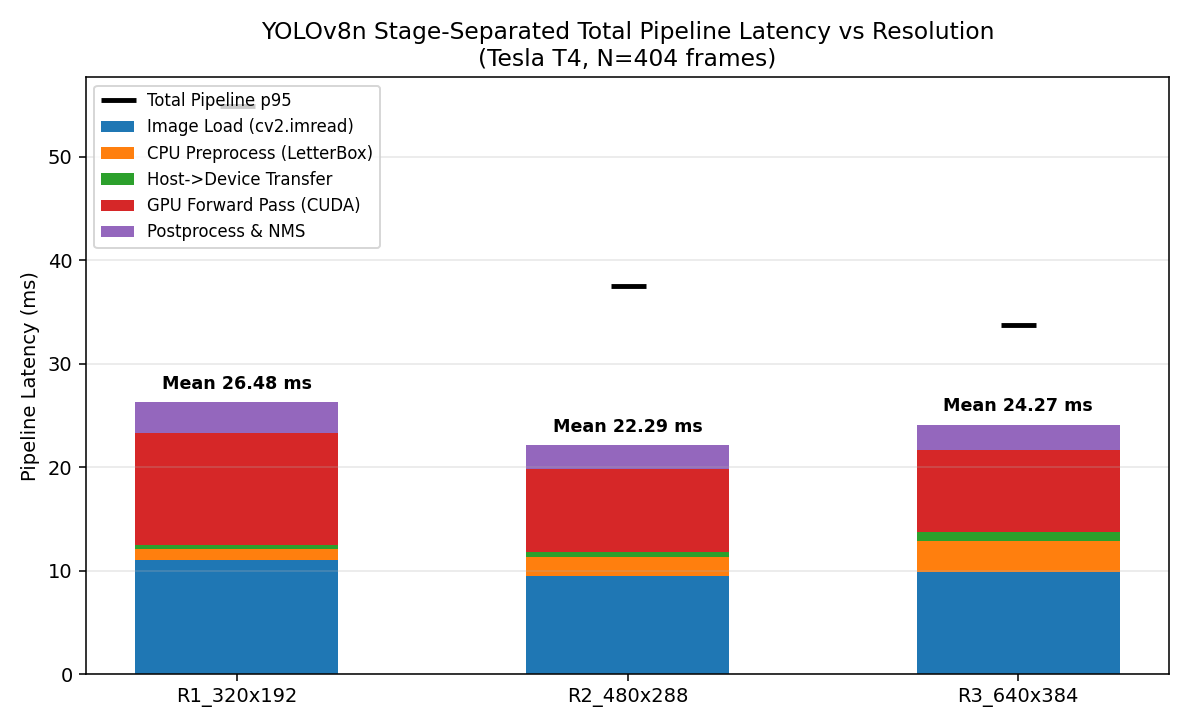 YOLOv8n Stage-Separated Total Pipeline Latency vs Resolution
(Tesla T4, N=404 frames)
Total Pipeline p95
Image Load (cv2.imread)
CPU Preprocess (LetterBox)
Host->Device Transfer
GPU Forward Pass (CUDA)
Postprocess & NMS
Pipeline Latency (ms)
50
40
30
20
10
0
Mean 26.48 ms
Mean 22.29 ms
Mean 24.27 ms
R1_320x192
R2_480x288
R3_640x384